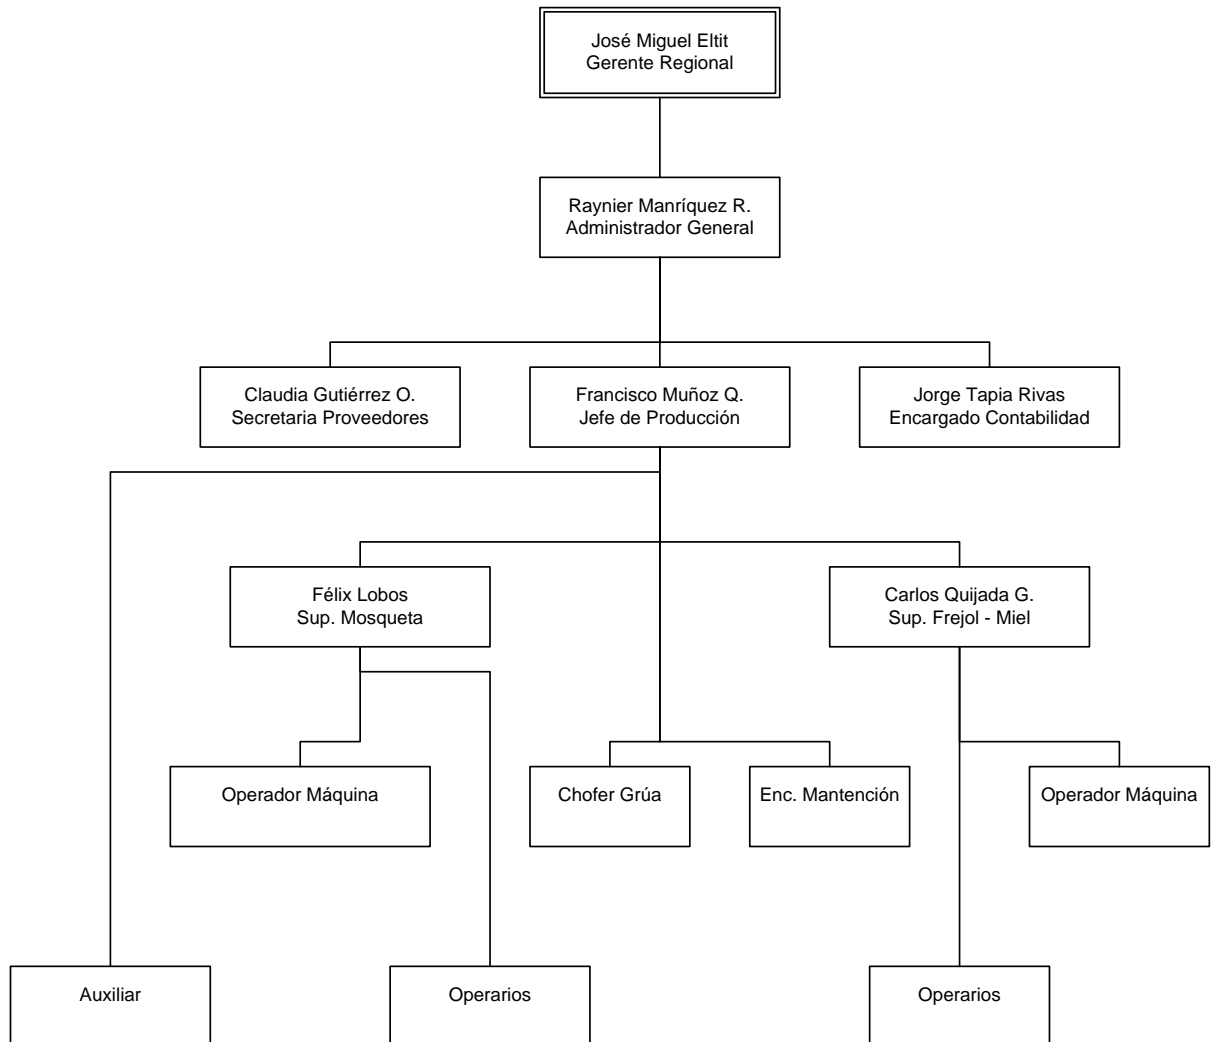 José Miguel Eltit
Gerente Regional
Raynier Manríquez R.
Administrador General
Claudia Gutiérrez O.
Secretaria Proveedores
Francisco Muñoz Q.
Jefe de Producción
Jorge Tapia Rivas
Encargado Contabilidad
Félix Lobos
Sup. Mosqueta
Carlos Quijada G.
Sup. Frejol - Miel
Operador Máquina
Chofer Grúa
Enc. Mantención
Operador Máquina
Auxiliar
Operarios
Operarios